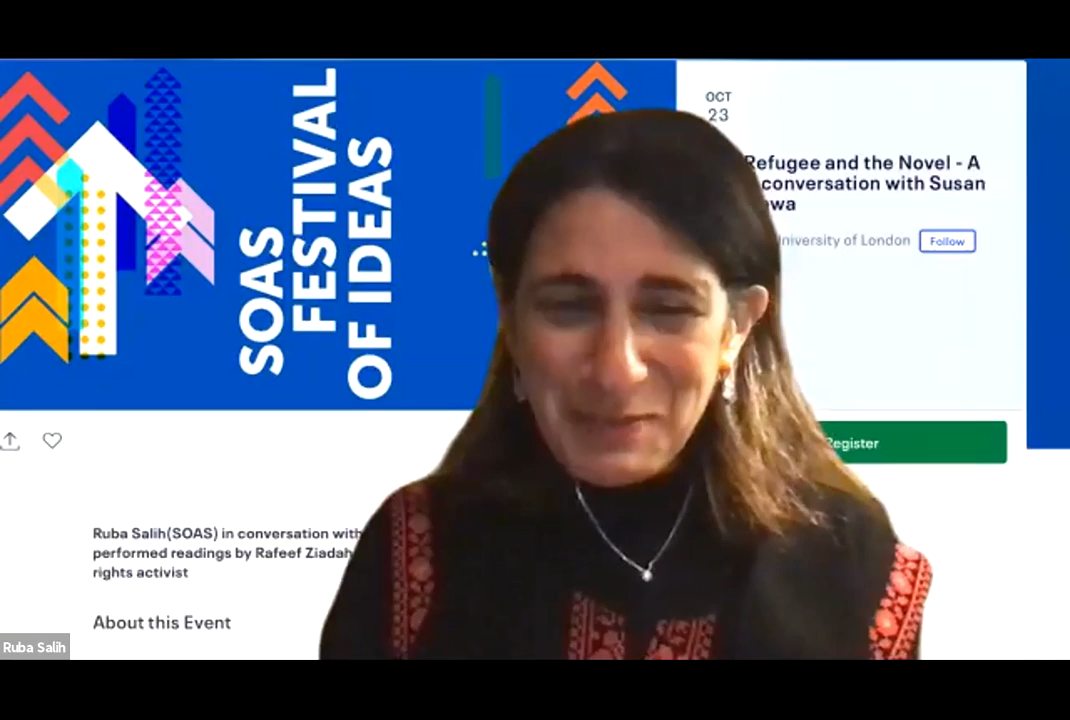 SOAS
FESTIVAL
OF IDEAS
OCT
23
Refugee and the Novel - A
conversation with Susan
University of London
Follow
Register
Ruba Salih(SOAS) in conversation with
performed readings by Rafeef Ziadah
rights activist
About this Event
Ruba Salih